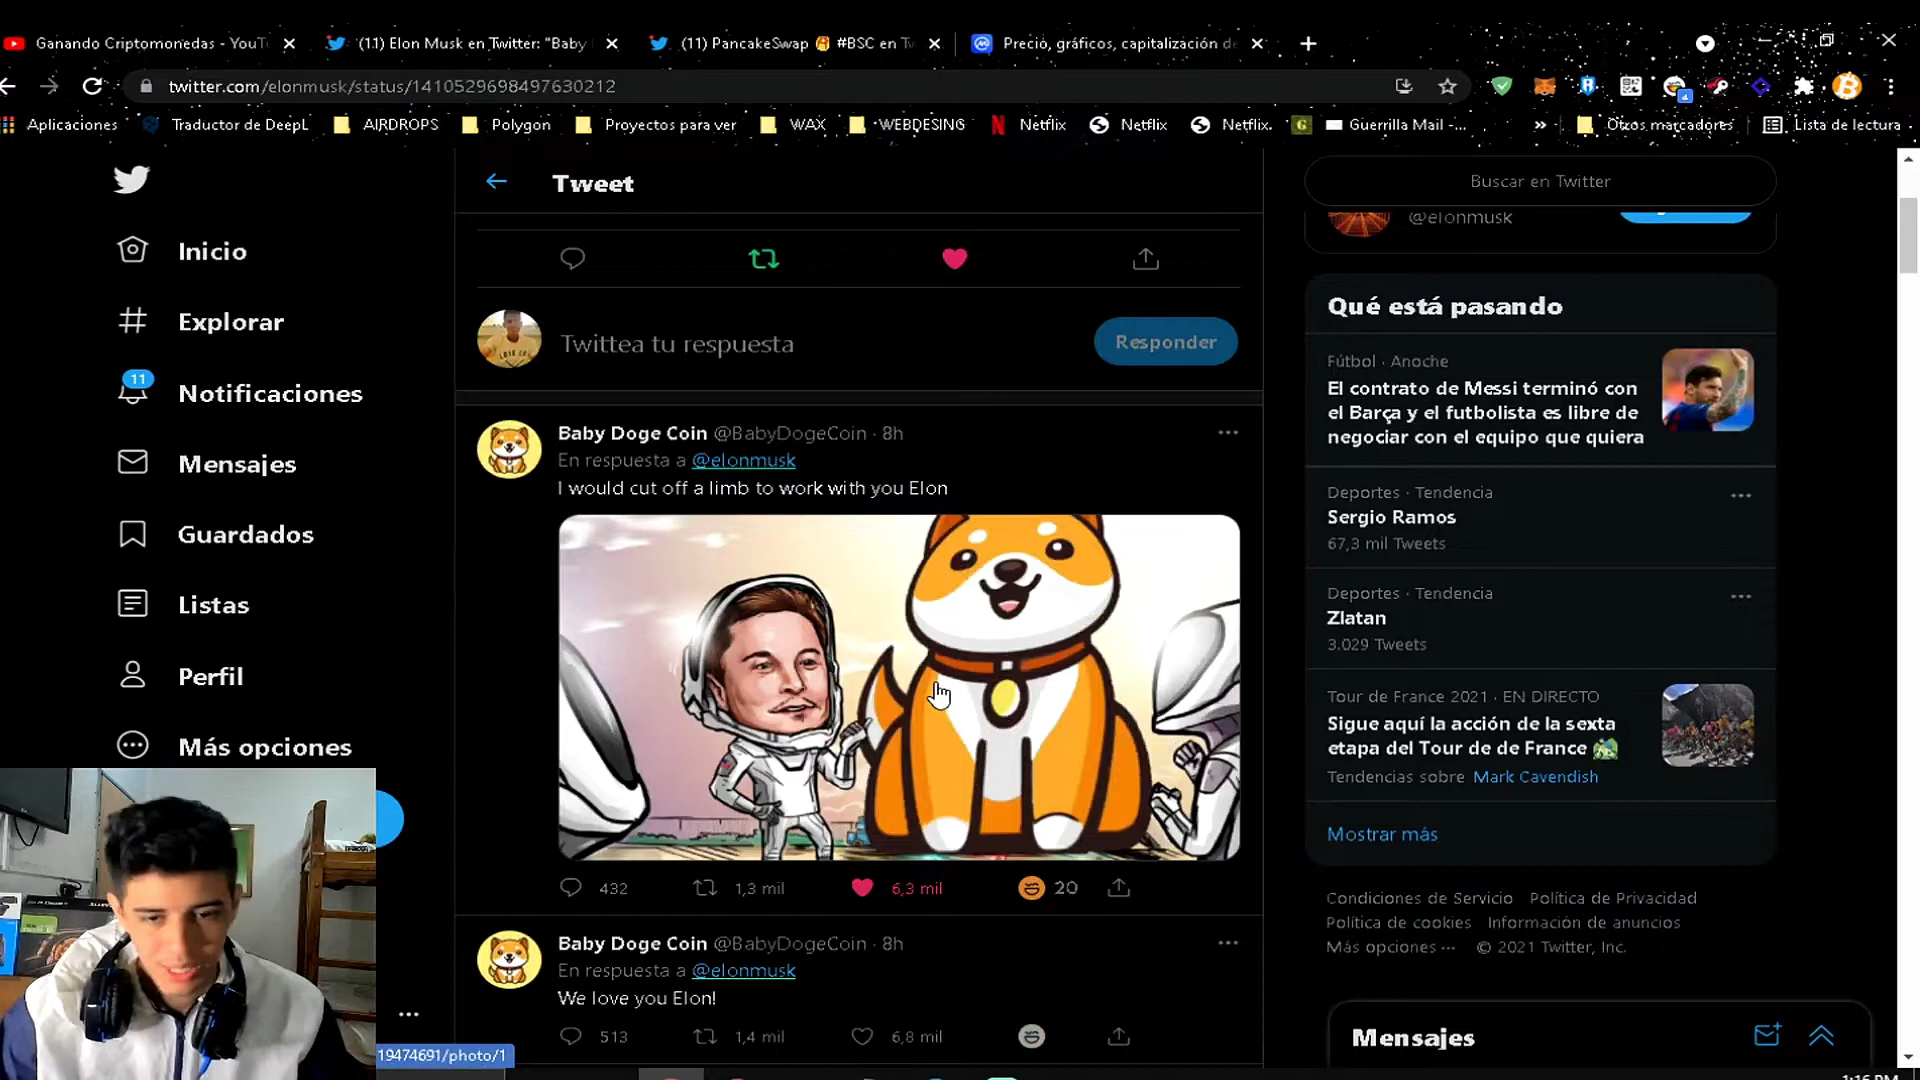 Ganando Criptomonedas - YouT
(11) Elon Musk en Twitter: "Baby
(11) PancakeSwap 🥞 #BSC en Tw
Precio, gráficos, capitalización de
twitter.com/elonmusk/status/1410529698497630212
Aplicaciones
Traductor de DeepL
AIRDROPS
Polygon
Proyectos para ver
WAX
WEBDESING
Netflix
Netflix
Netflix.
Guerrilla Mail -...
»
Otros marcadores
Lista de lectura
Inicio
Explorar
11
Notificaciones
Mensajes
Guardados
Listas
Perfil
Más opciones
Tweet
Twittea tu respuesta
Responder
Baby Doge Coin @BabyDogeCoin · 8h
En respuesta a @elonmusk
I would cut off a limb to work with you Elon
432
1,3 mil
6,3 mil
20
Baby Doge Coin @BabyDogeCoin · 8h
En respuesta a @elonmusk
We love you Elon!
513
1,4 mil
6,8 mil
19474691/photo/1
Buscar en Twitter
@elonmusk
Qué está pasando
Fútbol · Anoche
El contrato de Messi terminó con
el Barça y el futbolista es libre de
negociar con el equipo que quiera
Deportes · Tendencia
Sergio Ramos
67,3 mil Tweets
Deportes · Tendencia
Zlatan
3.029 Tweets
Tour de France 2021 · EN DIRECTO
Sigue aquí la acción de la sexta
etapa del Tour de de France
Tendencias sobre Mark Cavendish
Mostrar más
Condiciones de Servicio Política de Privacidad
Política de cookies Información de anuncios
Más opciones ··· © 2021 Twitter, Inc.
Mensajes
1:16 PM